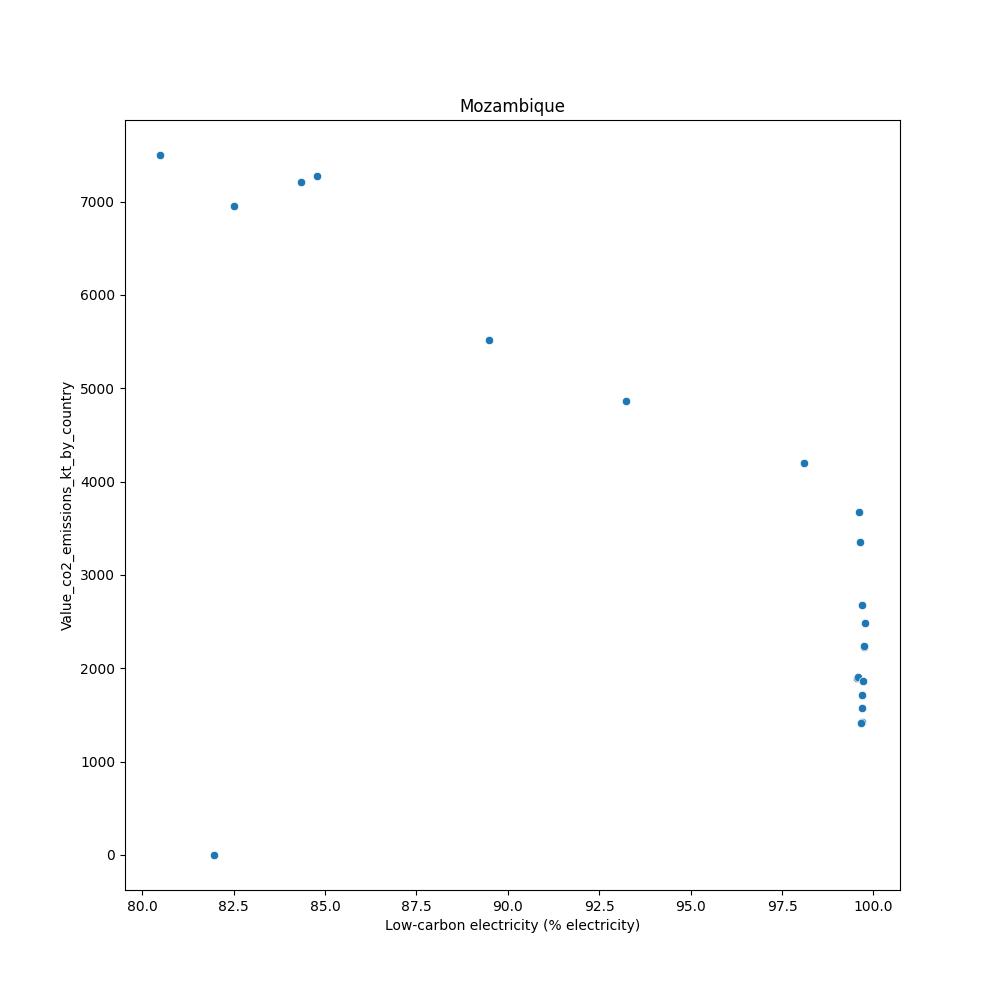 Mozambique
7000
6000
5000
4000
3000
2000
1000
0
Value_co2_emissions_kt_by_country
80.0 82.5 85.0 87.5 90.0 92.5 95.0 97.5 100.0
Low-carbon electricity (% electricity)